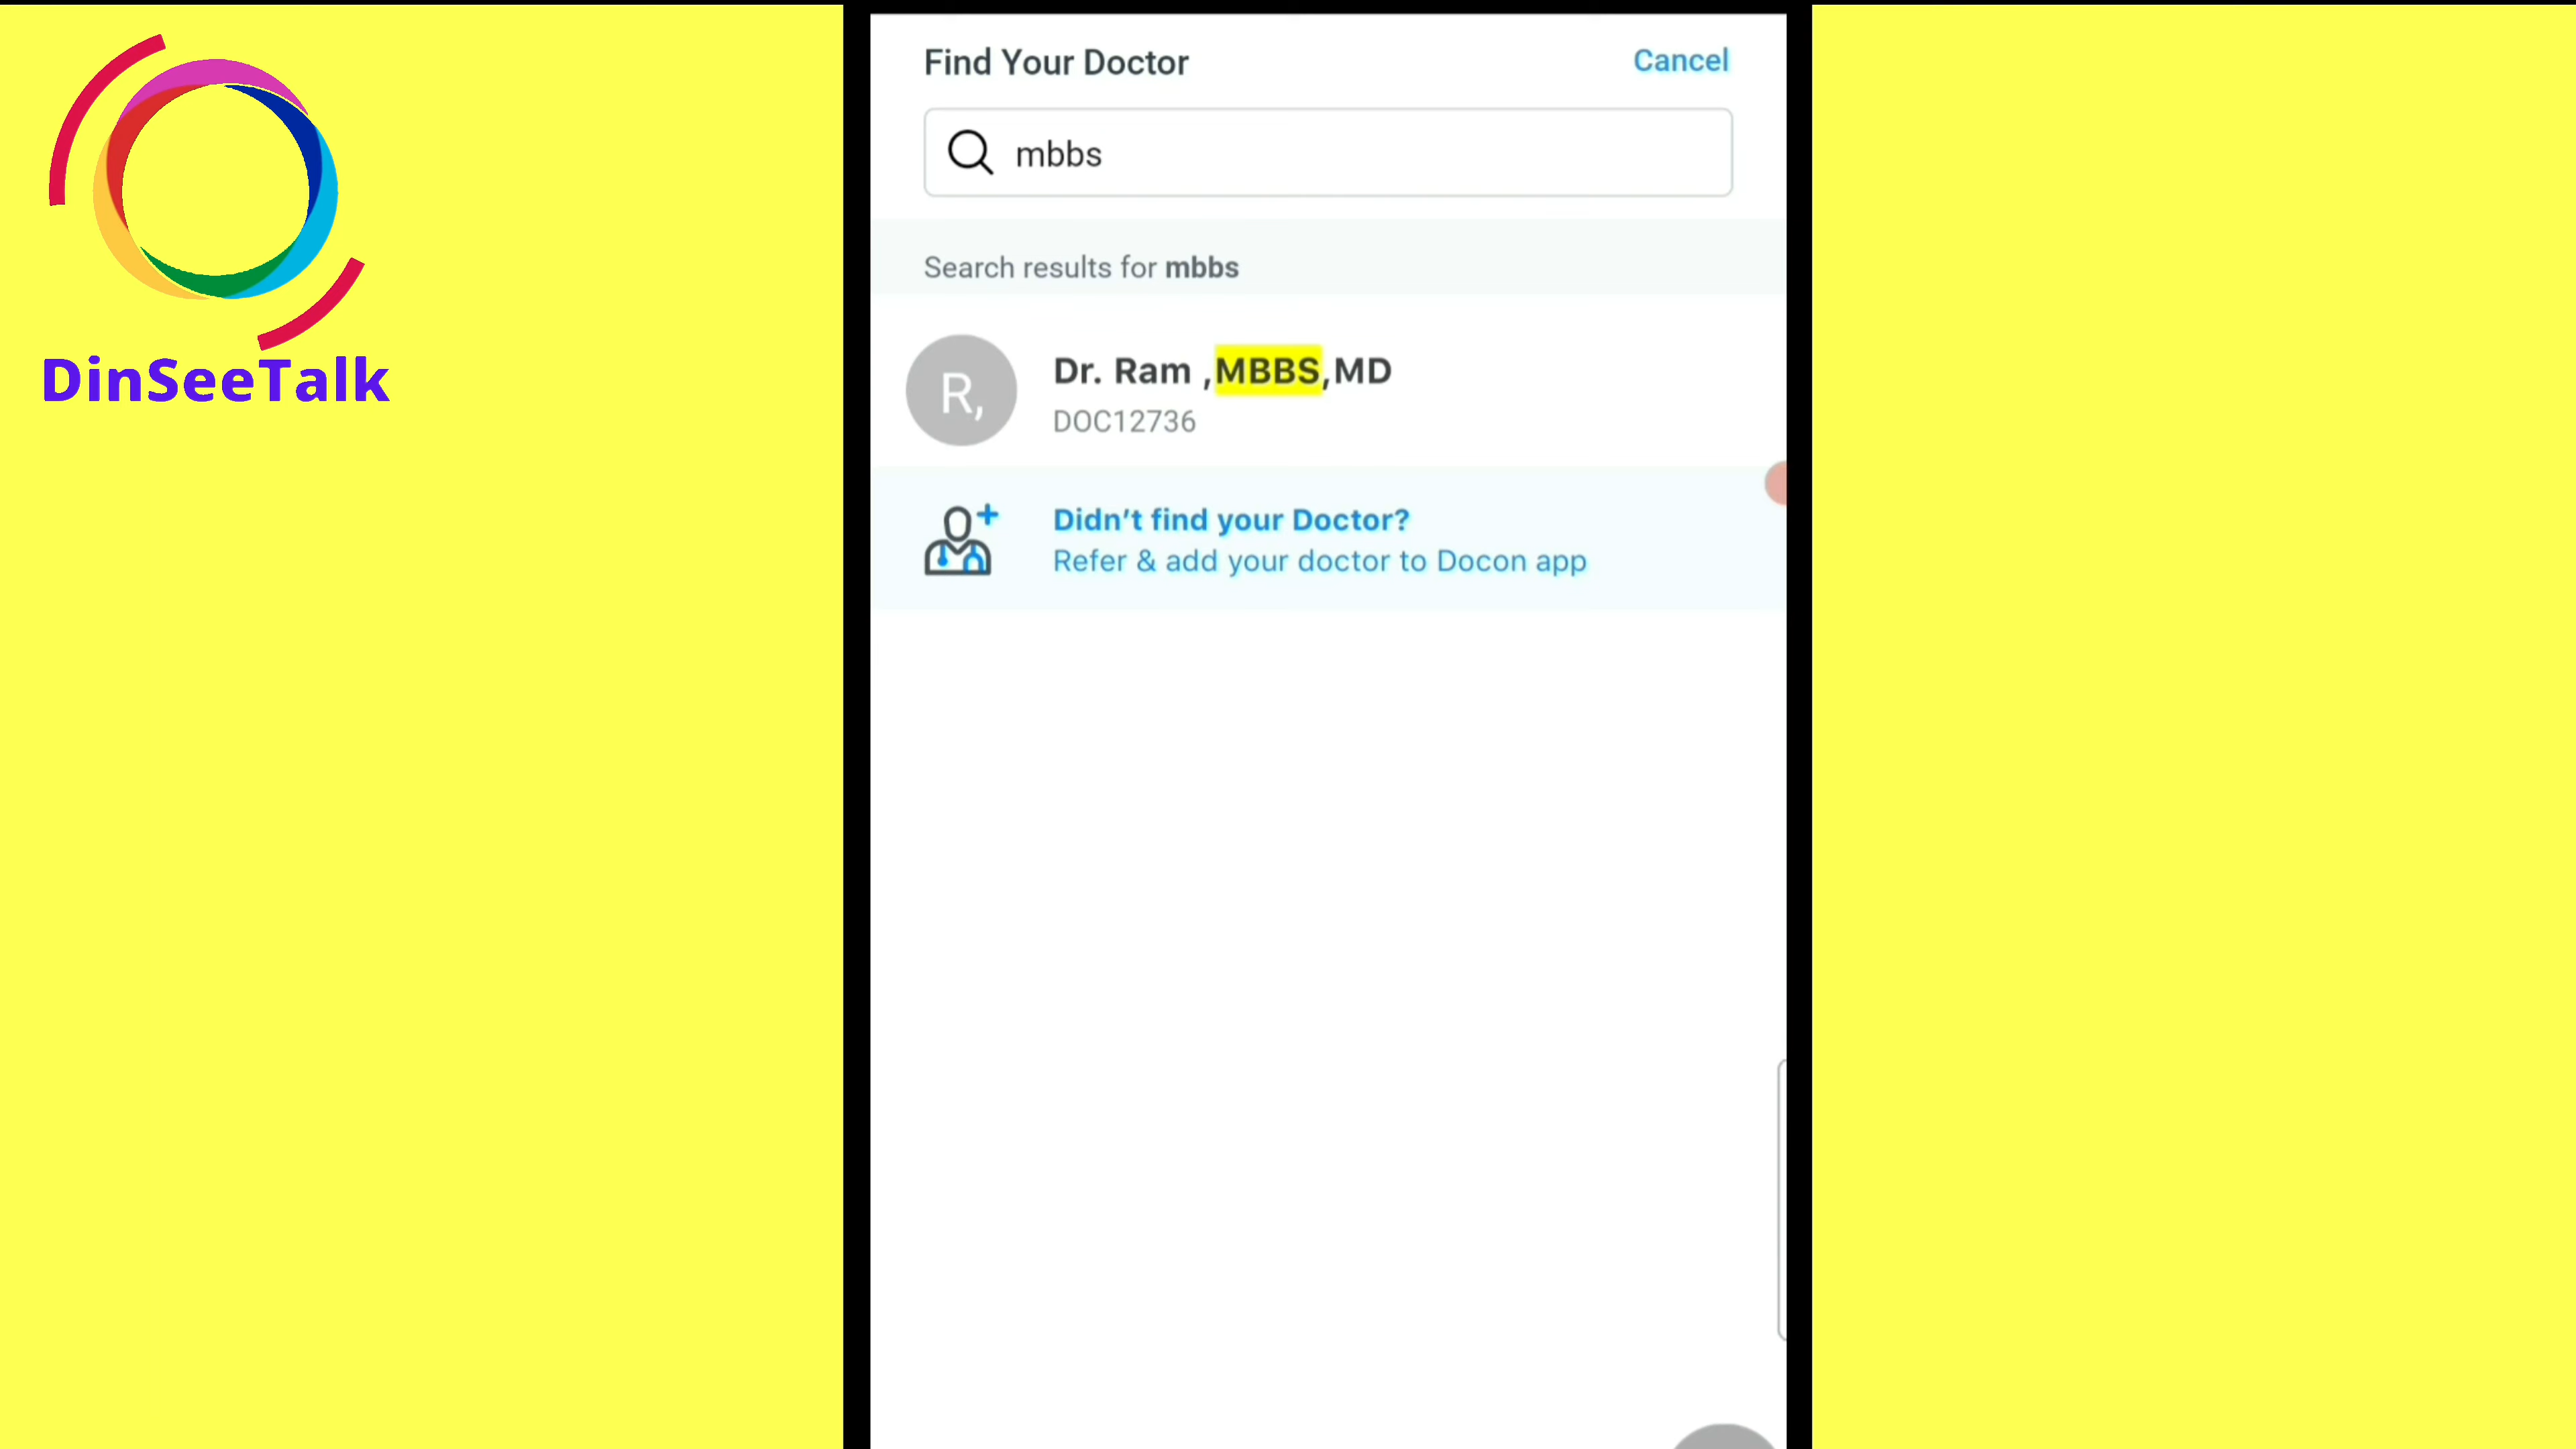 DinSeeTalk
Find Your Doctor
Cancel
mbbs
Search results for mbbs
R,
Dr. Ram ,MBBS,MD
DOC12736
Didn't find your Doctor?
Refer & add your doctor to Docon app